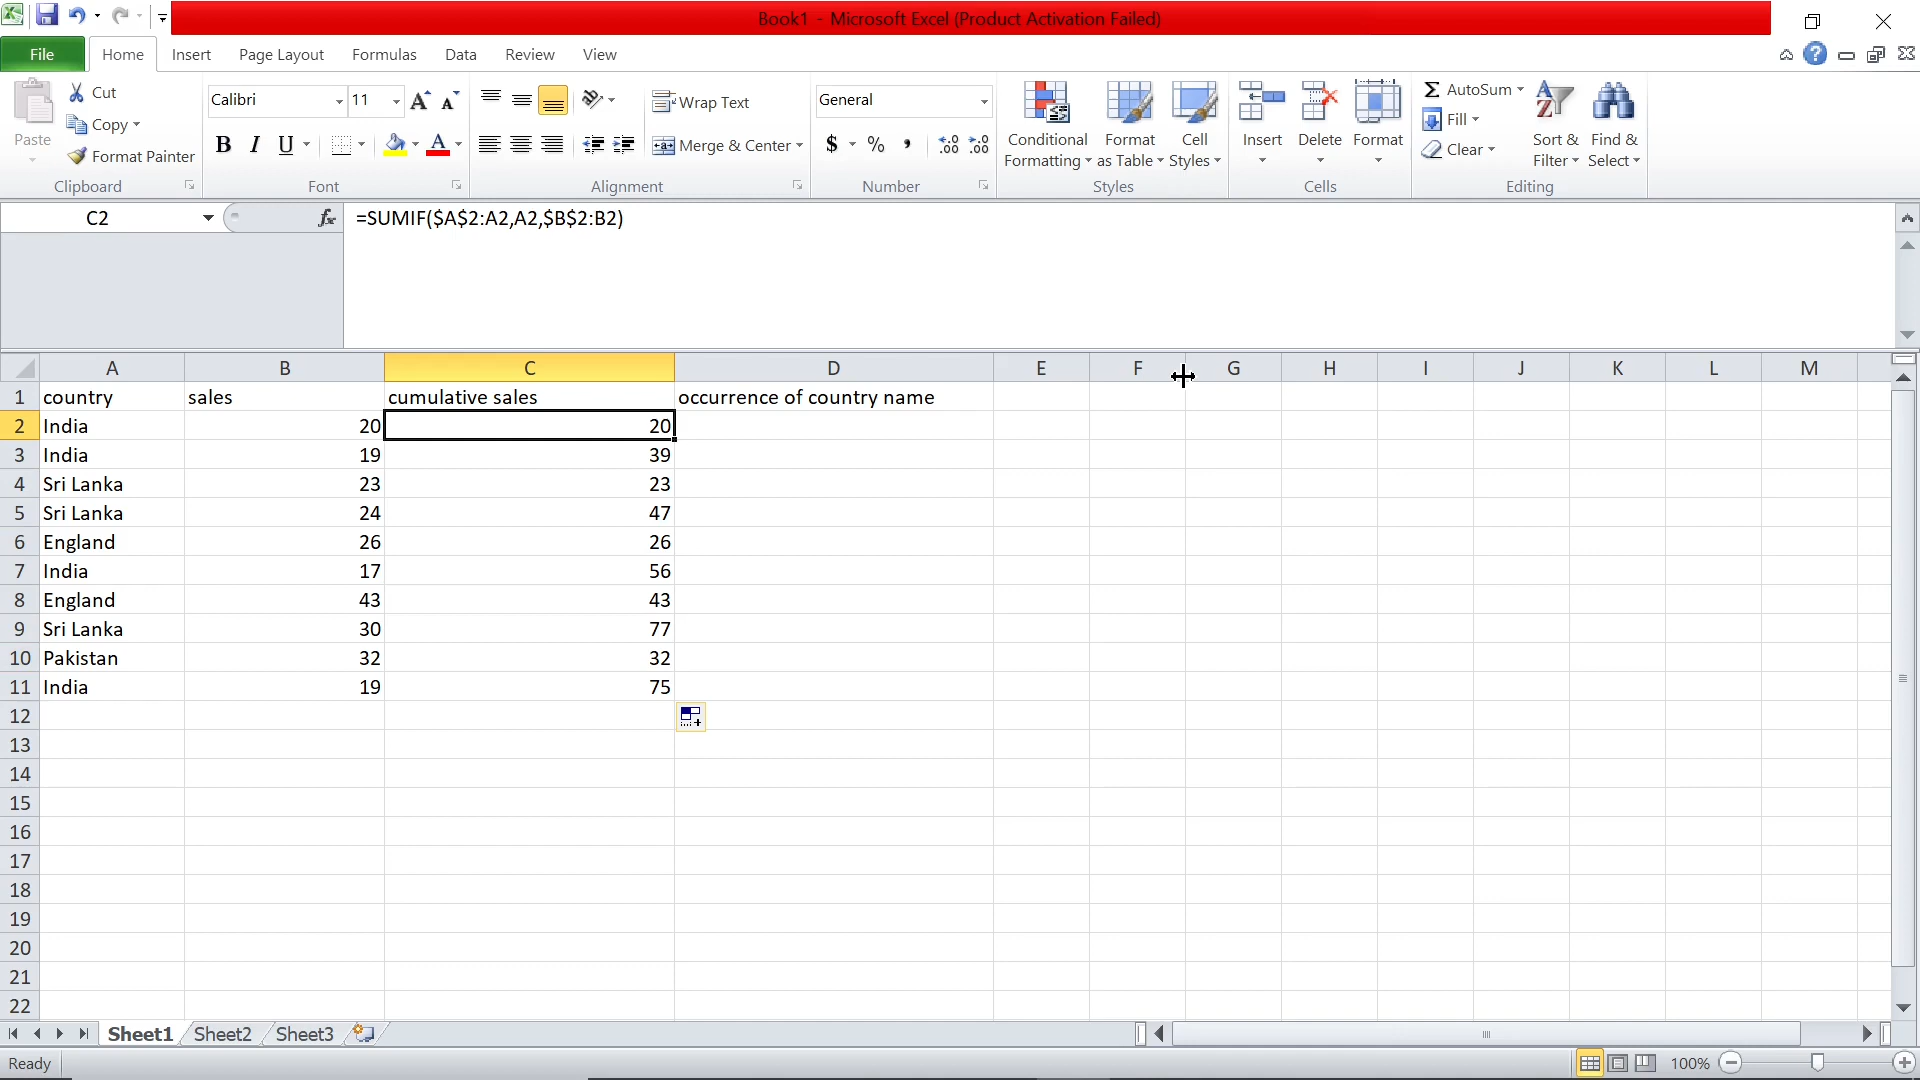 Book1 - Microsoft Excel (Product Activation Failed)
File Home Insert Page Layout Formulas Data Review View
Paste
Cut
Copy
Format Painter
Clipboard
Calibri 11
B I U A
Font
Wrap Text
Merge & Center
Alignment
General
$ % ,
Number
Conditional Formatting
Format as Table
Cell Styles
Styles
Insert Delete Format
Cells
AutoSum
Fill
Clear
Sort & Filter
Find & Select
Editing
C2 fx =SUMIF($A$2:A2,A2,$B$2:B2)
A B C D E F G H I J K L M
1 country sales cumulative sales occurrence of country name
2 India 20 20
3 India 19 39
4 Sri Lanka 23 23
5 Sri Lanka 24 47
6 England 26 26
7 India 17 56
8 England 43 43
9 Sri Lanka 30 77
10 Pakistan 32 32
11 India 19 75
12
13
14
15
16
17
18
19
20
21
22
Sheet1 Sheet2 Sheet3
Ready 100%